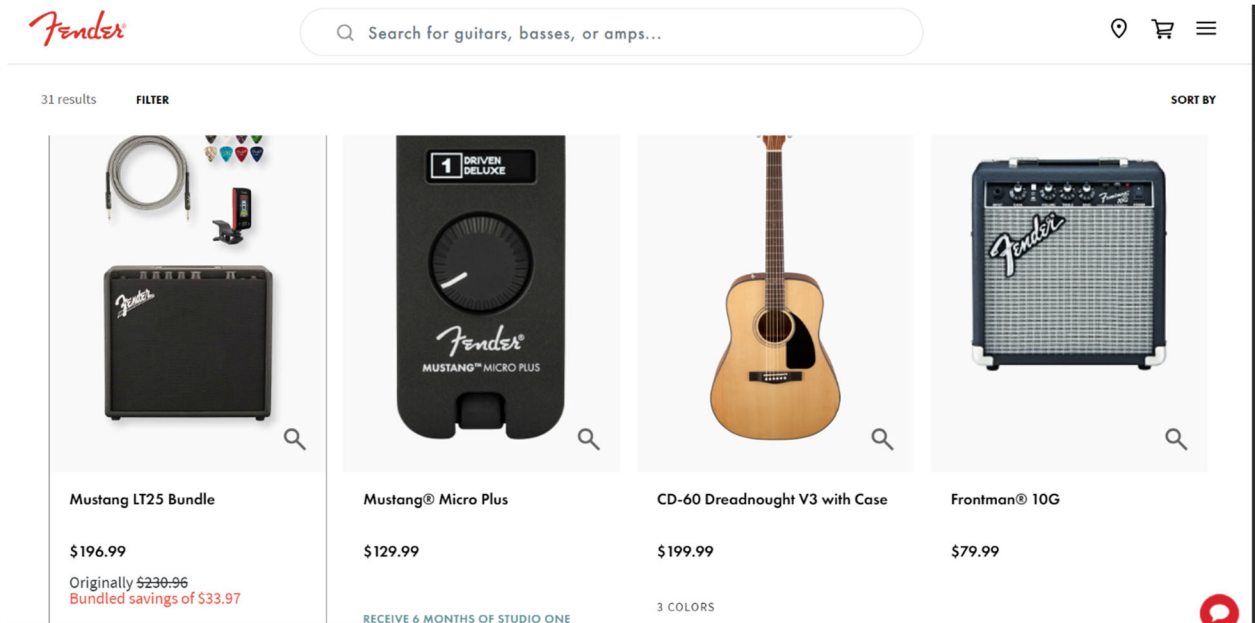 Fender
Search for guitars, basses, or amps...
31 results
FILTER
SORT BY
Fender
1 DRIVEN DELUXE
Fender
MUSTANG™ MICRO PLUS
Frontman 10G
Fender
Mustang LT25 Bundle
$196.99
Originally $230.96
Bundled savings of $33.97
Mustang® Micro Plus
$129.99
RECEIVE 6 MONTHS OF STUDIO ONE
CD-60 Dreadnought V3 with Case
$199.99
3 COLORS
Frontman® 10G
$79.99